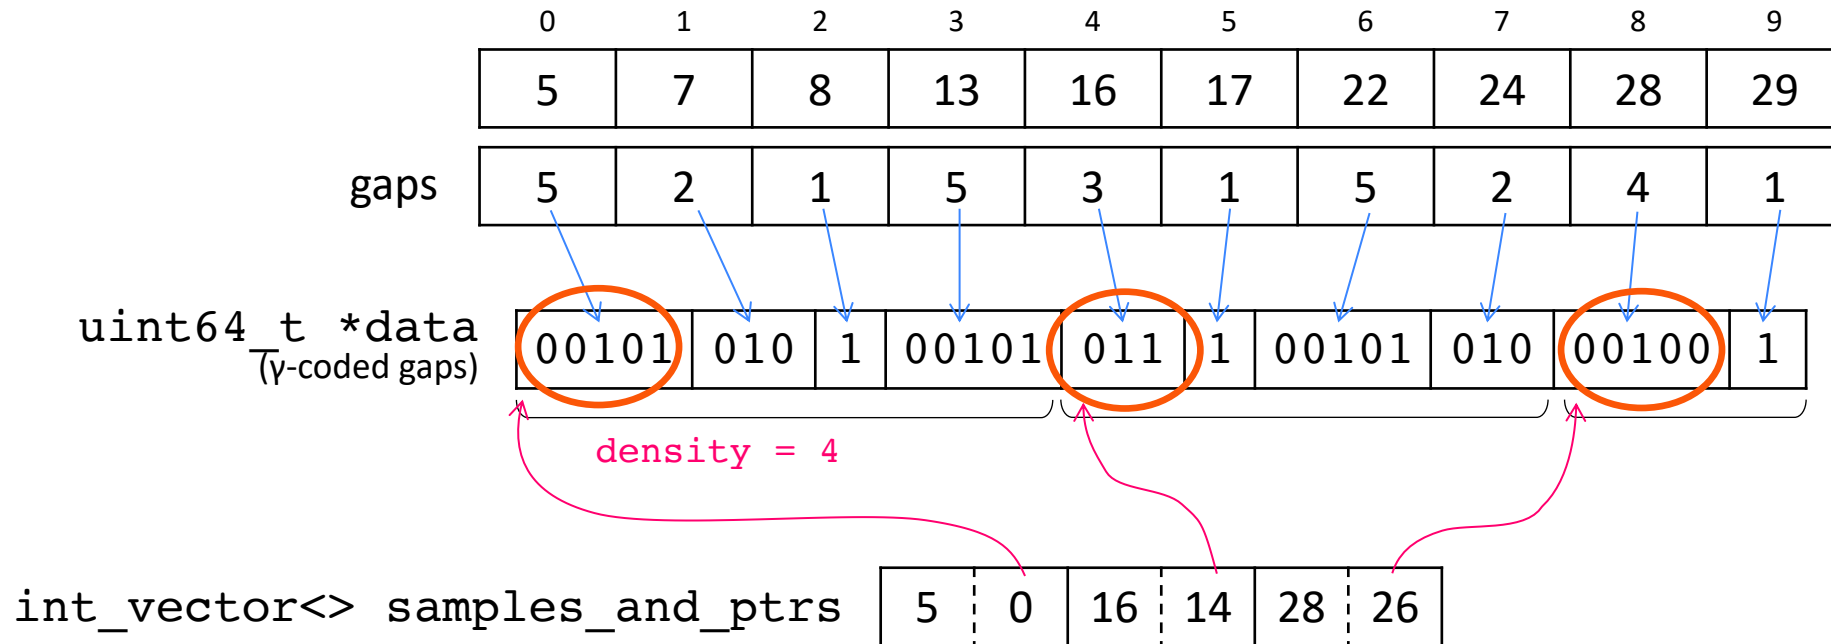 0 1 2 3 4 5 6 7 8 9
5 7 8 13 16 17 22 24 28 29
gaps 5 2 1 5 3 1 5 2 4 1
uint64_t *data 00101 010 1 00101 011 1 00101 010 00100 1
(γ-coded gaps)
density = 4
int_vector<> samples_and_ptrs 5 0 16 14 28 26